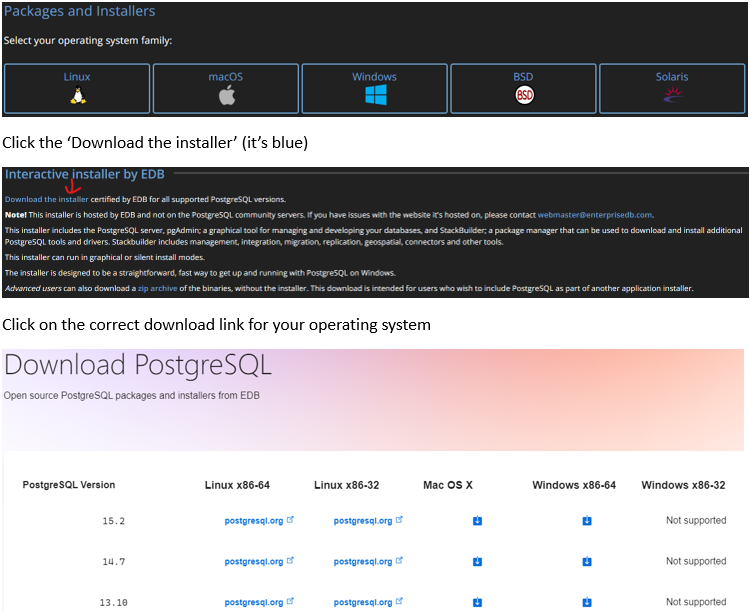 Packages and Installers
Select your operating system family:
Linux macOS Windows BSD Solaris
BSD
Click the ‘Download the installer’ (it’s blue)
Interactive installer by EDB
Download the installer certified by EDB for all supported PostgreSQL versions.
Note! This installer is hosted by EDB and not on the PostgreSQL community servers. If you have issues with the website it's hosted on, please contact webmaster@enterprisedb.com.
This installer includes the PostgreSQL server, pgAdmin; a graphical tool for managing and developing your databases, and StackBuilder; a package manager that can be used to download and install additional
PostgreSQL tools and drivers. Stackbuilder includes management, integration, migration, replication, geospatial, connectors and other tools.
This installer can run in graphical or silent install modes.
The installer is designed to be a straightforward, fast way to get up and running with PostgreSQL on Windows.
Advanced users can also download a zip archive of the binaries, without the installer. This download is intended for users who wish to include PostgreSQL as part of another application installer.
Click on the correct download link for your operating system
Download PostgreSQL
Open source PostgreSQL packages and installers from EDB
PostgreSQL Version Linux x86-64 Linux x86-32 Mac OS X Windows x86-64 Windows x86-32
15.2 postgresql.org postgresql.org Not supported
14.7 postgresql.org postgresql.org Not supported
13.10 postgresql.org postgresql.org Not supported